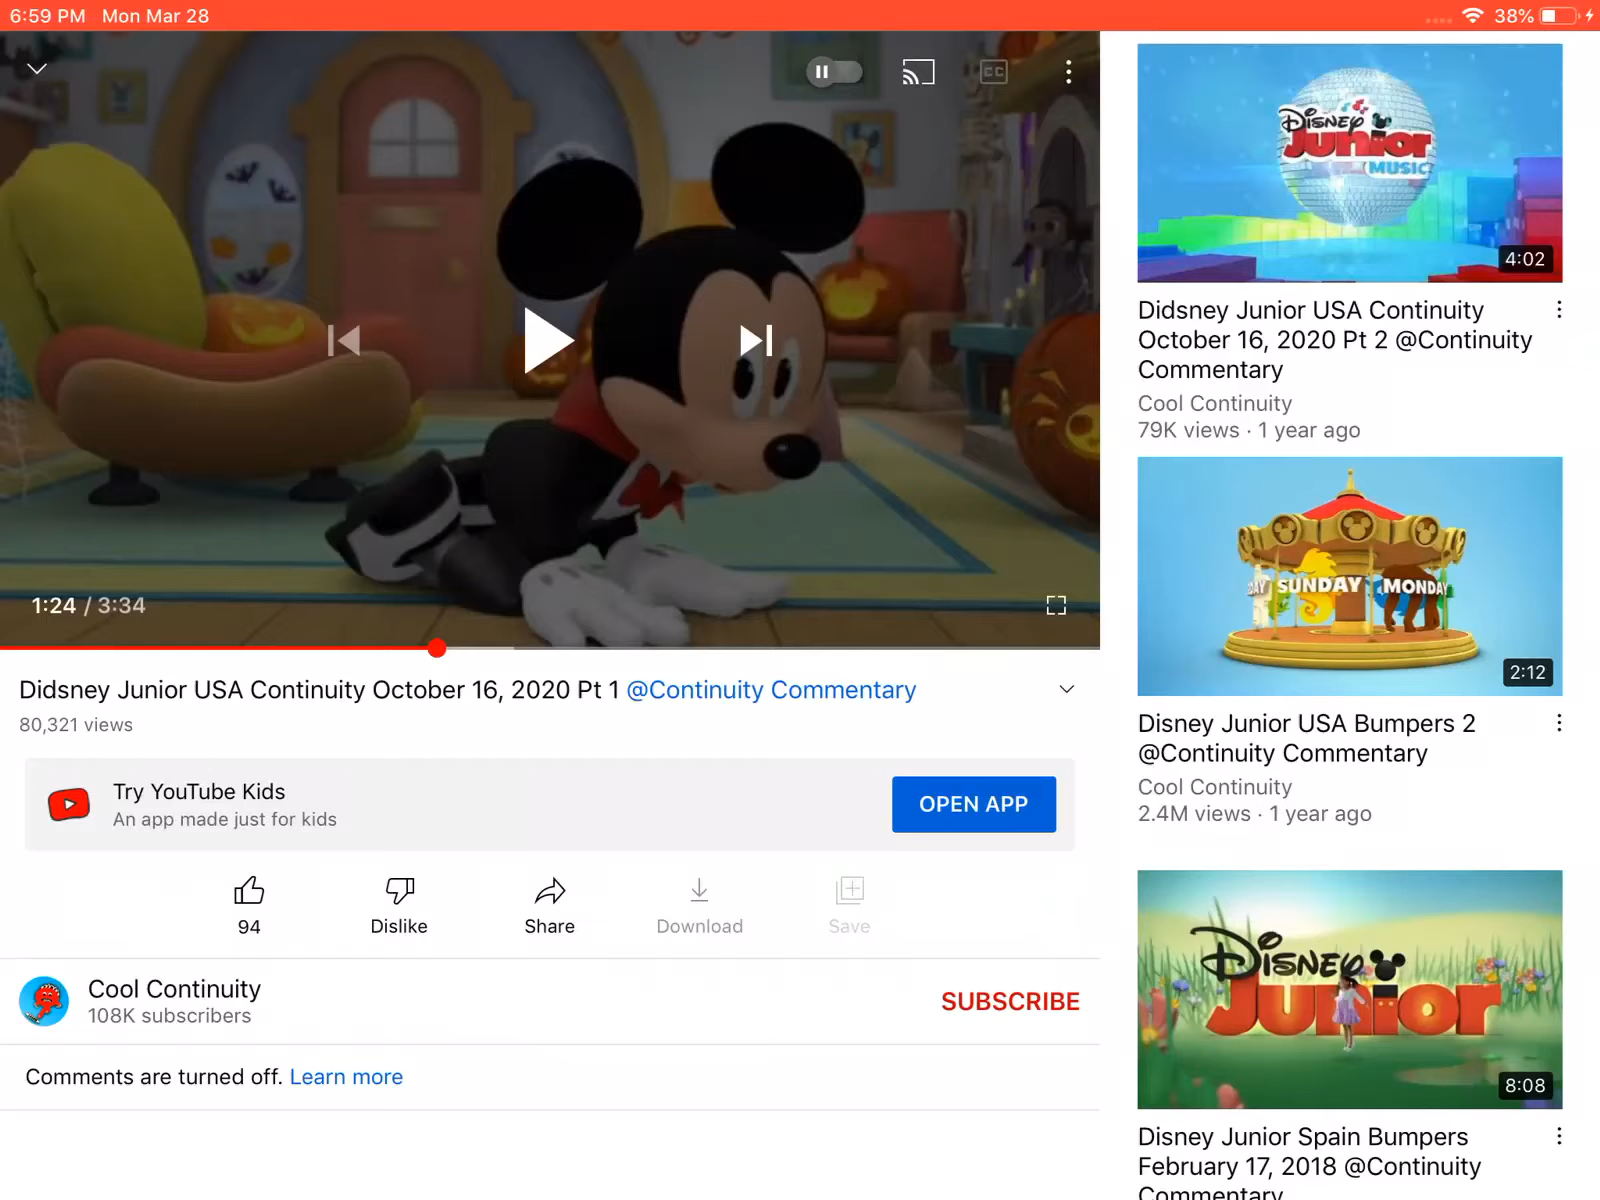 6:59 PM Mon Mar 28
38%
CC
1:24 / 3:34
Didsney Junior USA Continuity October 16, 2020 Pt 1 @Continuity Commentary
80,321 views
Try YouTube Kids
An app made just for kids
OPEN APP
94
Dislike
Share
Download
Save
Cool Continuity
108K subscribers
SUBSCRIBE
Comments are turned off. Learn more
Disney
Junior
MUSIC
4:02
Didsney Junior USA Continuity
October 16, 2020 Pt 2 @Continuity
Commentary
Cool Continuity
79K views · 1 year ago
DAY SUNDAY MONDAY
2:12
Disney Junior USA Bumpers 2
@Continuity Commentary
Cool Continuity
2.4M views · 1 year ago
Disney
Junior
8:08
Disney Junior Spain Bumpers
February 17, 2018 @Continuity
Commentary